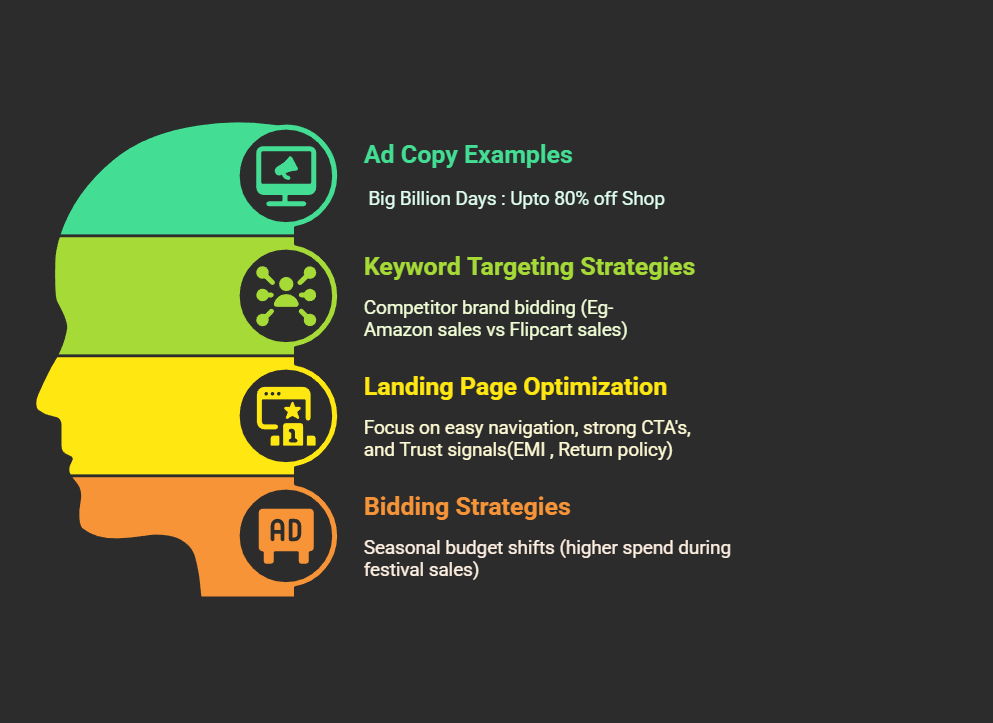 Ad Copy Examples
Big Billion Days : Upto 80% off Shop
Keyword Targeting Strategies
Competitor brand bidding (Eg-
Amazon sales vs Flipcart sales)
Landing Page Optimization
Focus on easy navigation, strong CTA's,
and Trust signals(EMI , Return policy)
AD
Bidding Strategies
Seasonal budget shifts (higher spend during
festival sales)